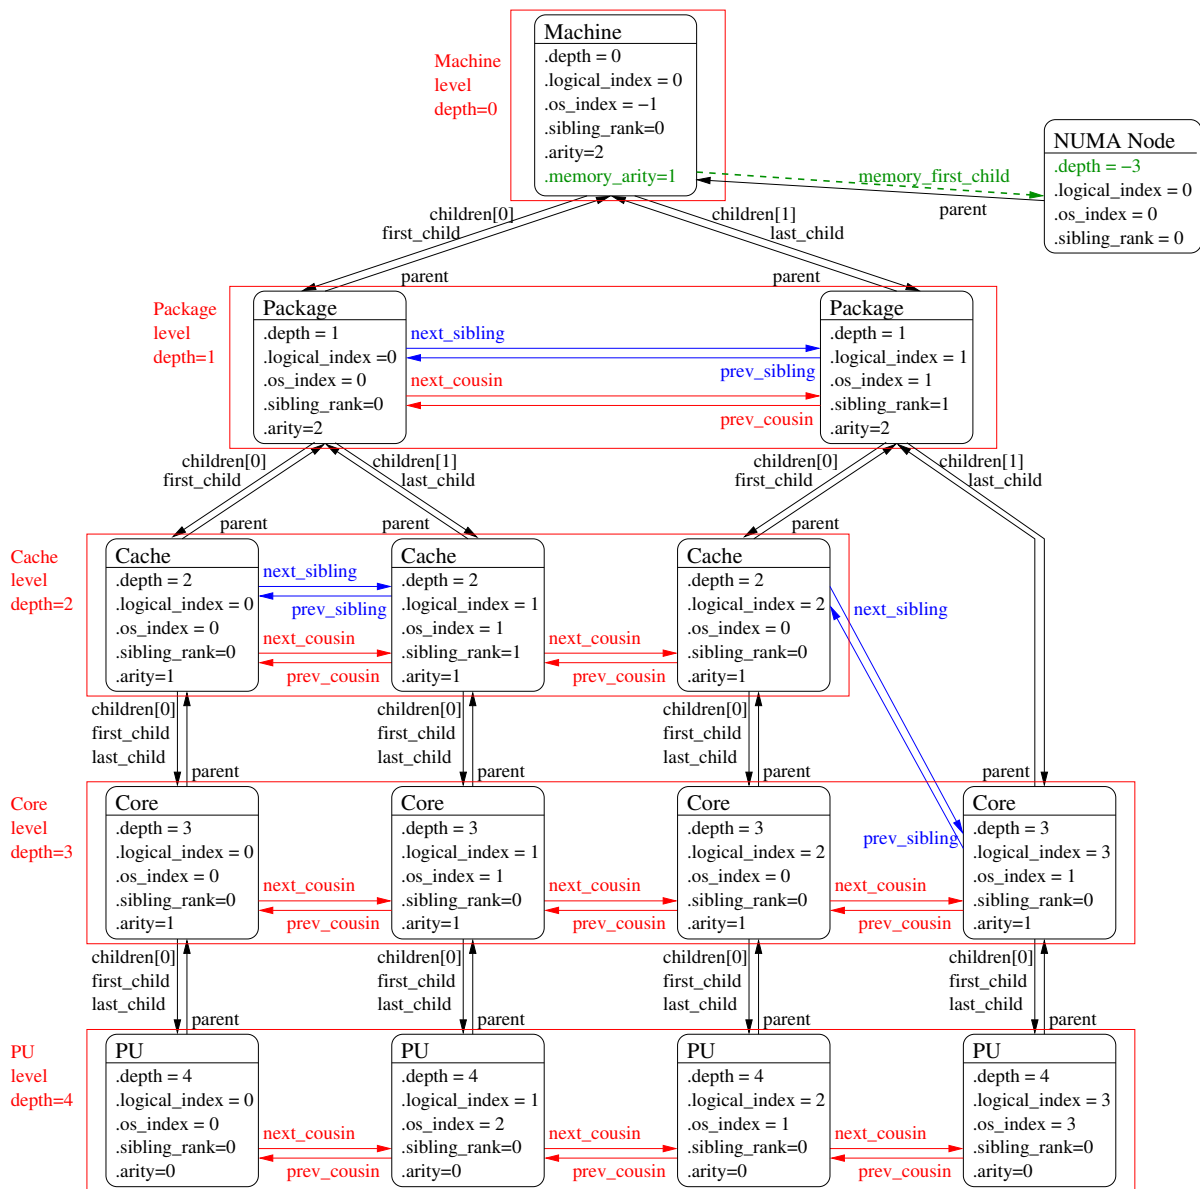 Machine
level
depth=0
Machine
.depth = 0
.logical_index = 0
.os_index = −1
.sibling_rank=0
.arity=2
.memory_arity=1
NUMA Node
.depth = −3
.logical_index = 0
.os_index = 0
.sibling_rank = 0
memory_first_child
parent
children[0]
first_child
parent
children[1]
last_child
parent
Package
level
depth=1
Package
.depth = 1
.logical_index =0
.os_index = 0
.sibling_rank=0
.arity=2
next_sibling
prev_sibling
next_cousin
prev_cousin
Package
.depth = 1
.logical_index = 1
.os_index = 1
.sibling_rank=1
.arity=2
children[0]
first_child
parent
children[1]
last_child
parent
children[0]
first_child
parent
children[1]
last_child
Cache
level
depth=2
Cache
.depth = 2
.logical_index = 0
.os_index = 0
.sibling_rank=0
.arity=1
next_sibling
prev_sibling
next_cousin
prev_cousin
Cache
.depth = 2
.logical_index = 1
.os_index = 1
.sibling_rank=1
.arity=1
next_cousin
prev_cousin
Cache
.depth = 2
.logical_index = 2
.os_index = 0
.sibling_rank=0
.arity=1
next_sibling
prev_sibling
children[0]
first_child
last_child
parent
children[0]
first_child
last_child
parent
children[0]
first_child
last_child
parent
parent
Core
level
depth=3
Core
.depth = 3
.logical_index = 0
.os_index = 0
.sibling_rank=0
.arity=1
next_cousin
prev_cousin
Core
.depth = 3
.logical_index = 1
.os_index = 1
.sibling_rank=0
.arity=1
next_cousin
prev_cousin
Core
.depth = 3
.logical_index = 2
.os_index = 0
.sibling_rank=0
.arity=1
next_cousin
prev_cousin
Core
.depth = 3
.logical_index = 3
.os_index = 1
.sibling_rank=0
.arity=1
children[0]
first_child
last_child
parent
children[0]
first_child
last_child
parent
children[0]
first_child
last_child
parent
children[0]
first_child
last_child
parent
PU
level
depth=4
PU
.depth = 4
.logical_index = 0
.os_index = 0
.sibling_rank=0
.arity=0
next_cousin
prev_cousin
PU
.depth = 4
.logical_index = 1
.os_index = 2
.sibling_rank=0
.arity=0
next_cousin
prev_cousin
PU
.depth = 4
.logical_index = 2
.os_index = 1
.sibling_rank=0
.arity=0
next_cousin
prev_cousin
PU
.depth = 4
.logical_index = 3
.os_index = 3
.sibling_rank=0
.arity=0